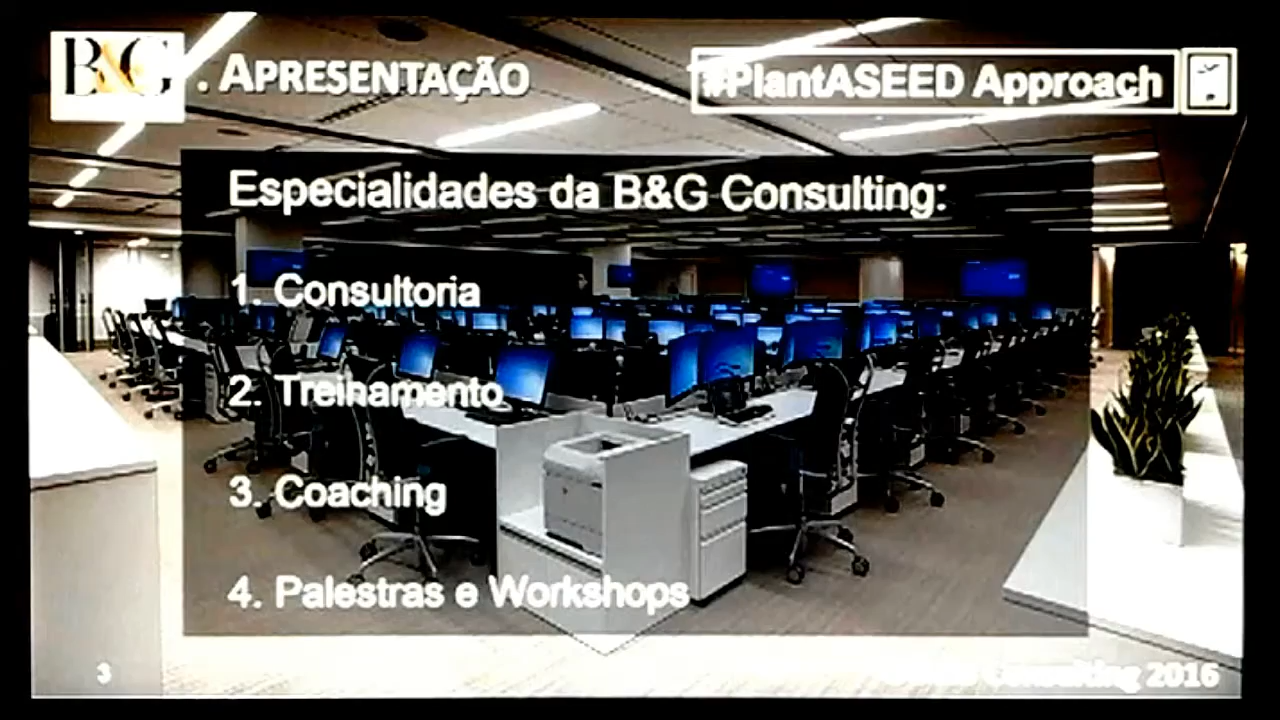 B&G . APRESENTAÇÃO
#PlantASEED Approach
Especialidades da B&G Consulting:
1. Consultoria
2. Treinamento
3. Coaching
4. Palestras e Workshops
3
Consulting 2016